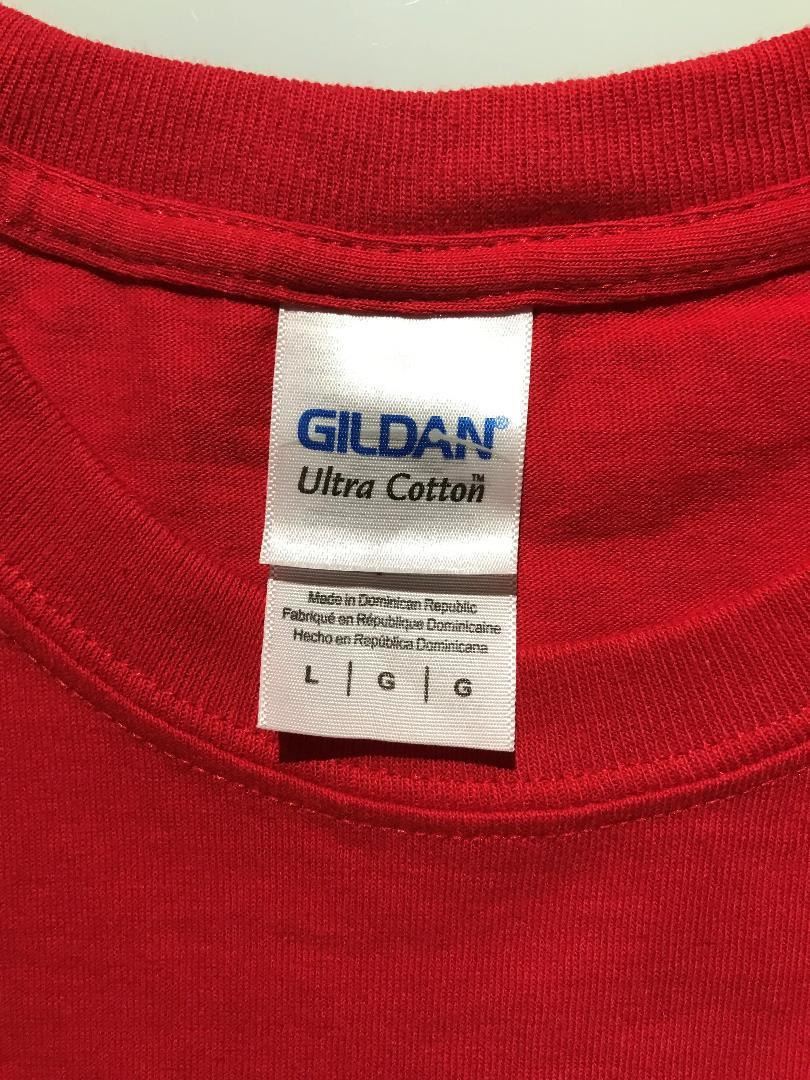 GILDAN®
Ultra Cotton™
Made in Dominican Republic
Fabriqué en République Dominicaine
Hecho en República Dominicana
L | G | G